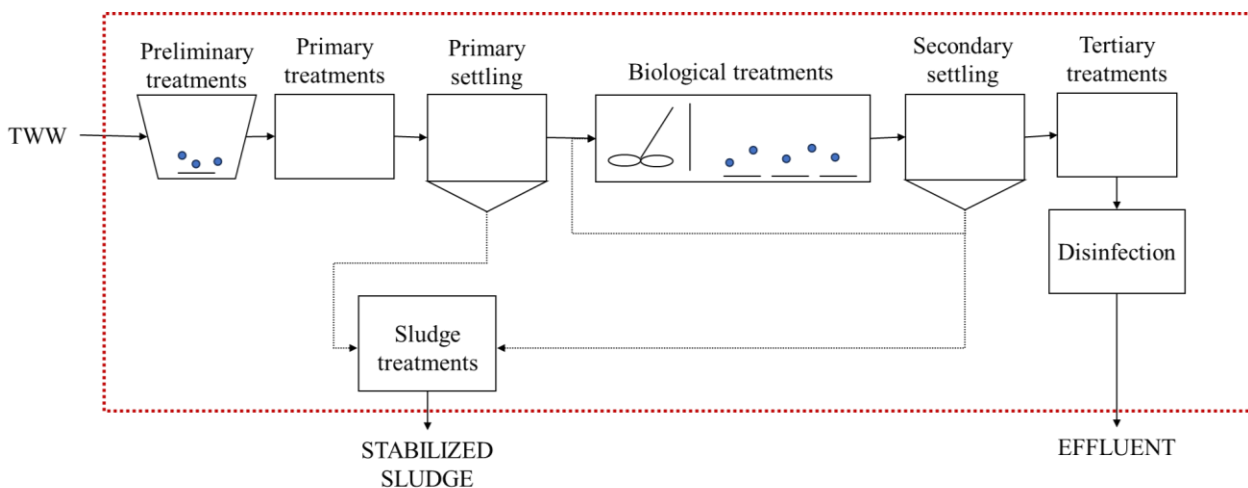 Preliminary
treatments
Primary
treatments
Primary
settling
Biological treatments
Secondary
settling
Tertiary
treatments
TWW
Disinfection
Sludge
treatments
STABILIZED
SLUDGE
EFFLUENT